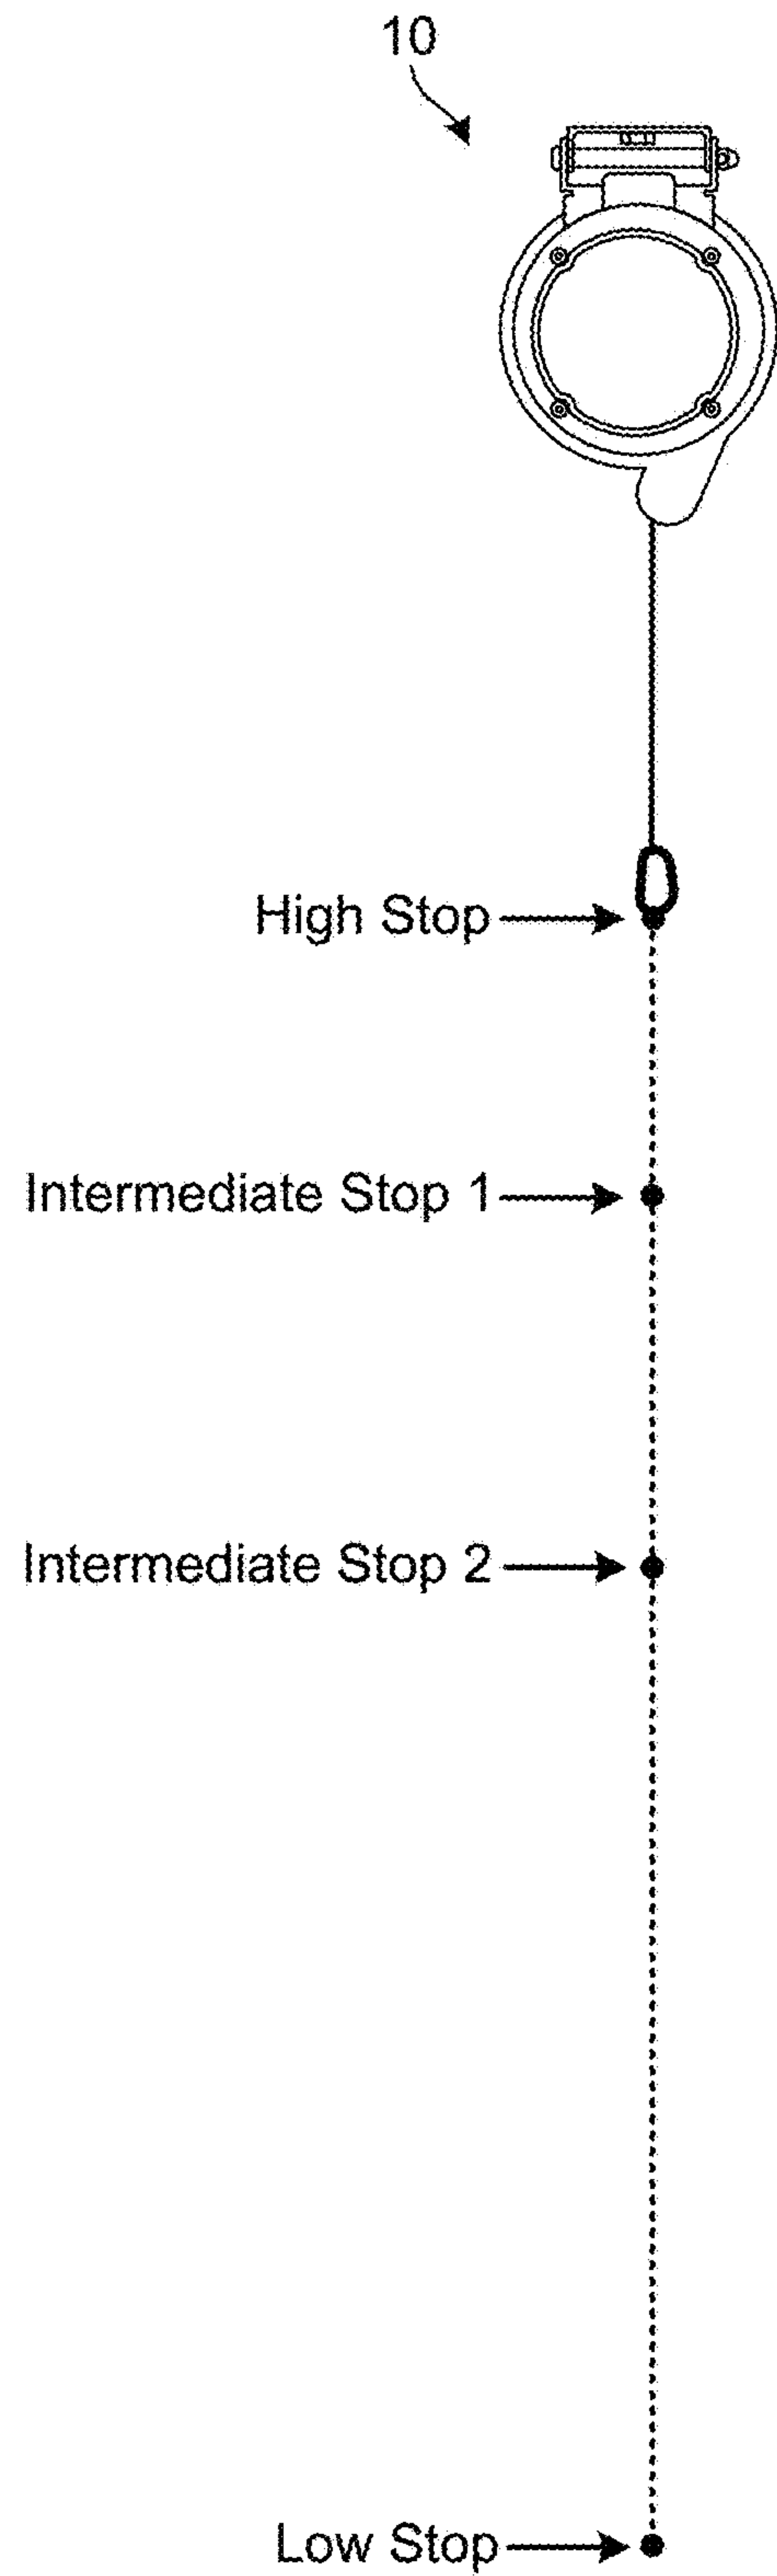 10
High Stop
Intermediate Stop 1
Intermediate Stop 2
Low Stop